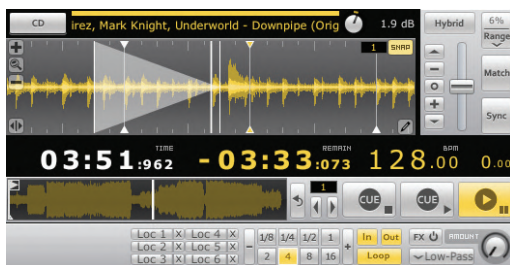 CD irez, Mark Knight, Underworld - Downpipe (Orig 1.9 dB Hybrid 6%
Range
1 SNAP
Match
Sync
TIME REMAIN BPM
03:51:962 -03:33:073 128.00 0.00
1
CUE CUE
Loc 1 X Loc 4 X - 1/8 1/4 1/2 1 + In Out FX AMOUNT
Loc 2 X Loc 5 X
Loc 3 X Loc 6 X 2 4 8 16 Loop Low-Pass